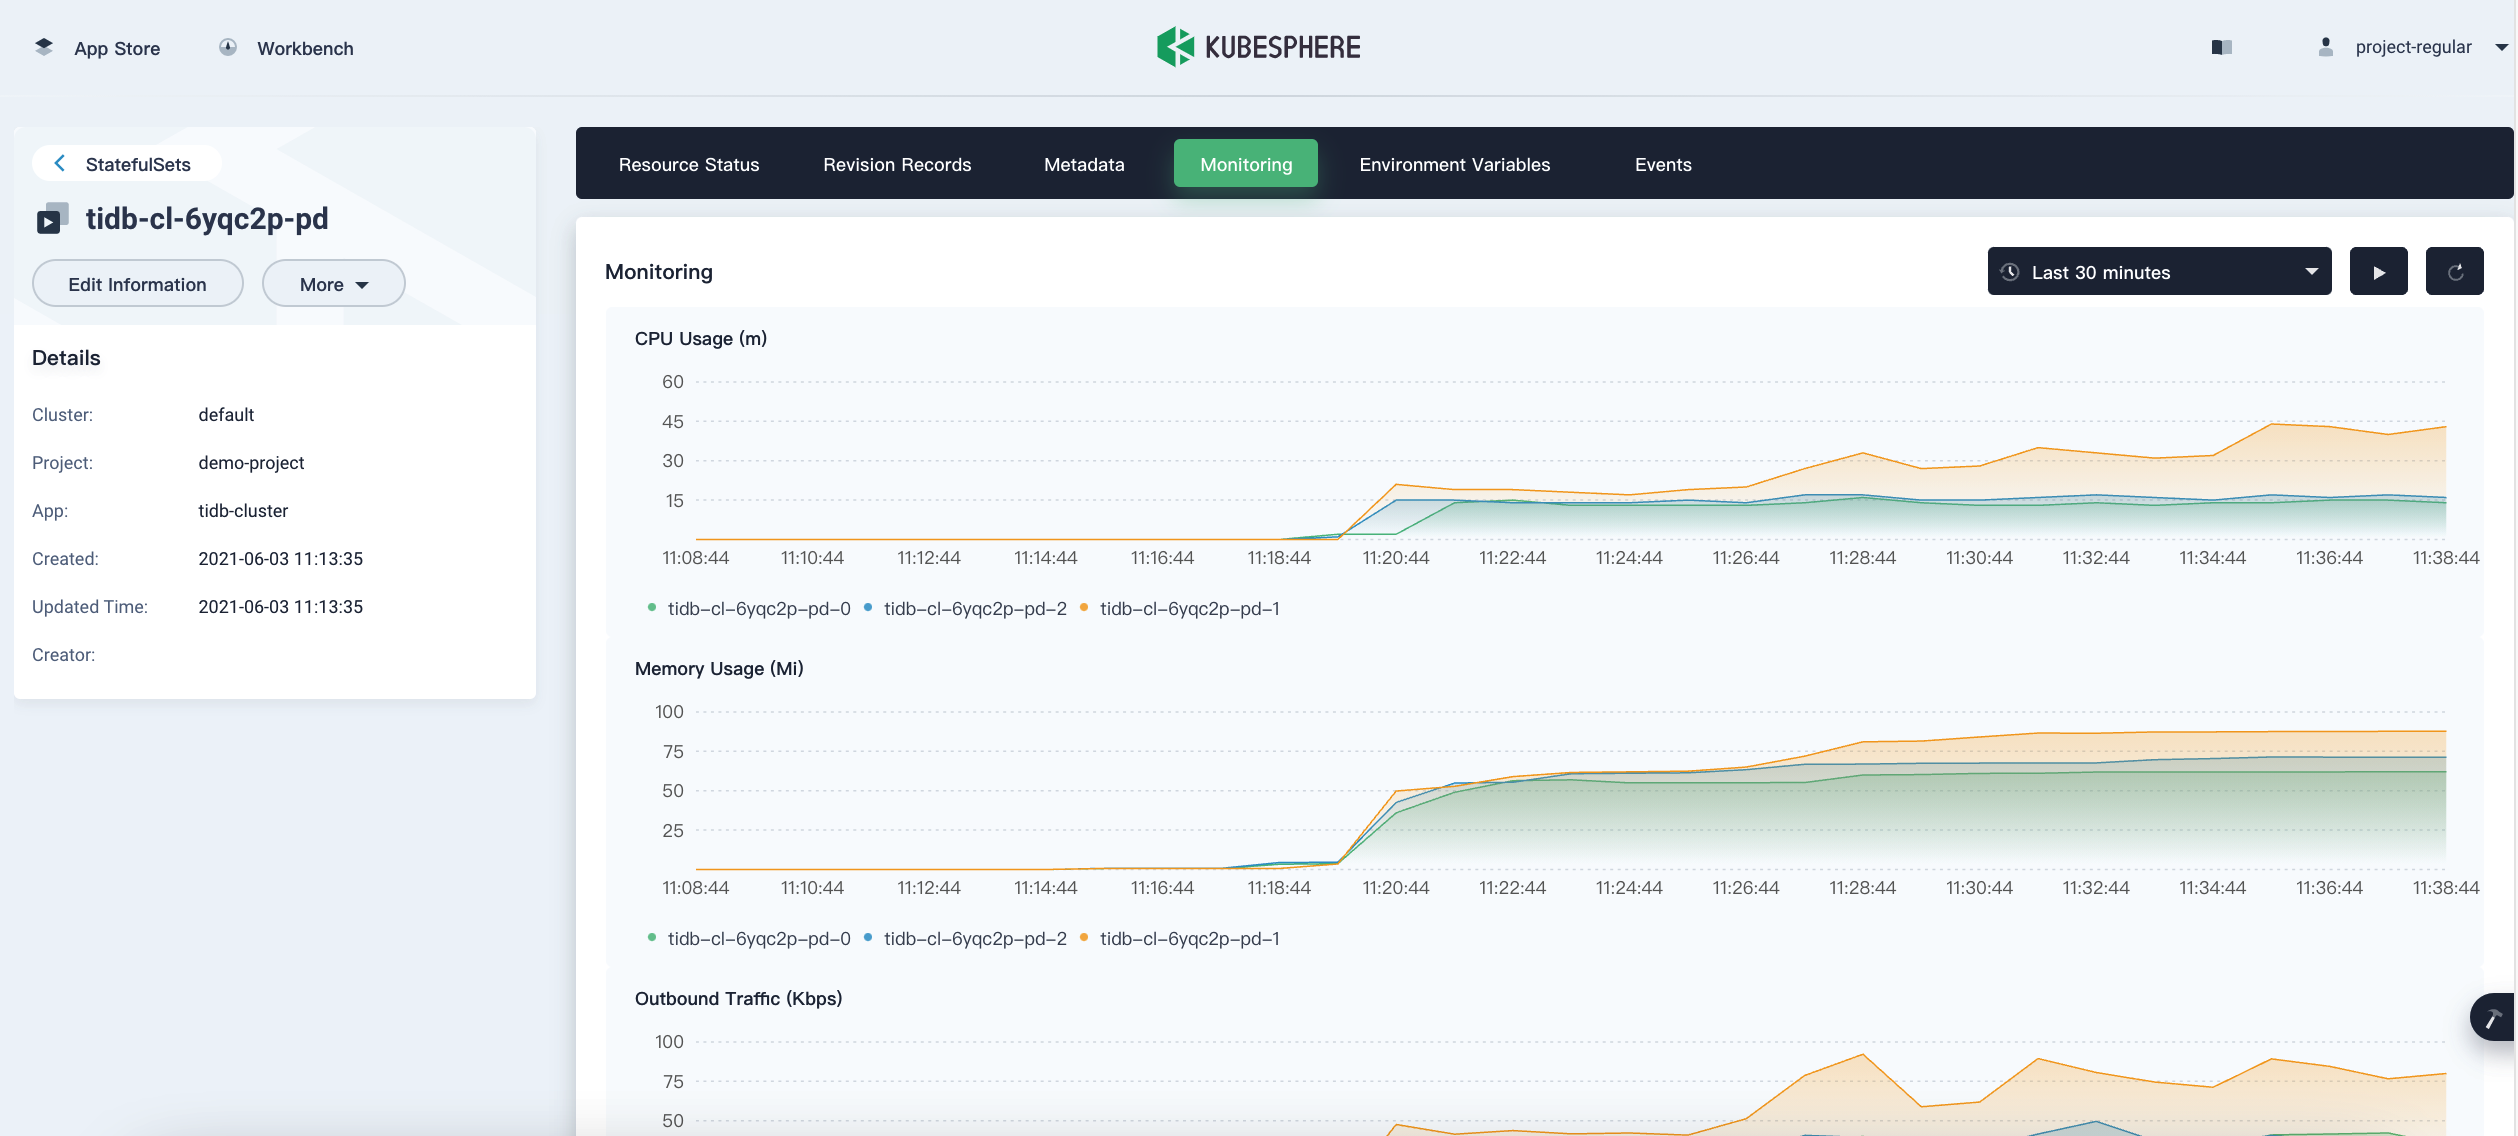 App Store Workbench KUBESPHERE project-regular
StatefulSets
tidb-cl-6yqc2p-pd
Edit Information More
Details
Cluster: default
Project: demo-project
App: tidb-cluster
Created: 2021-06-03 11:13:35
Updated Time: 2021-06-03 11:13:35
Creator:
Resource Status Revision Records Metadata Monitoring Environment Variables Events
Monitoring Last 30 minutes
CPU Usage (m)
60
45
30
15
11:08:44 11:10:44 11:12:44 11:14:44 11:16:44 11:18:44 11:20:44 11:22:44 11:24:44 11:26:44 11:28:44 11:30:44 11:32:44 11:34:44 11:36:44 11:38:44
tidb-cl-6yqc2p-pd-0 tidb-cl-6yqc2p-pd-2 tidb-cl-6yqc2p-pd-1
Memory Usage (Mi)
100
75
50
25
11:08:44 11:10:44 11:12:44 11:14:44 11:16:44 11:18:44 11:20:44 11:22:44 11:24:44 11:26:44 11:28:44 11:30:44 11:32:44 11:34:44 11:36:44 11:38:44
tidb-cl-6yqc2p-pd-0 tidb-cl-6yqc2p-pd-2 tidb-cl-6yqc2p-pd-1
Outbound Traffic (Kbps)
100
75
50